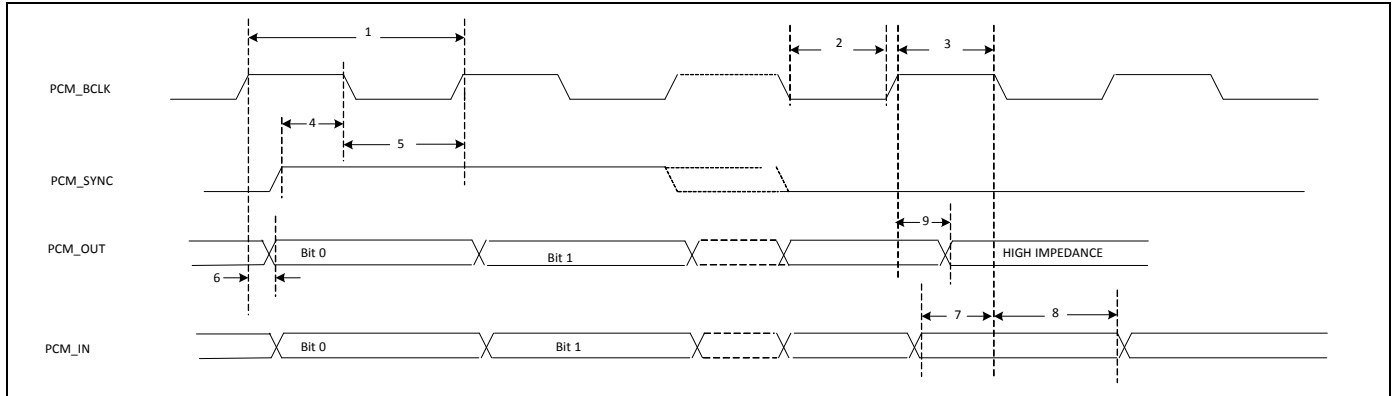 1
2
3
PCM_BCLK
4
5
PCM_SYNC
9
PCM_OUT
Bit 0
Bit 1
HIGH IMPEDANCE
6
7
8
PCM_IN
Bit 0
Bit 1